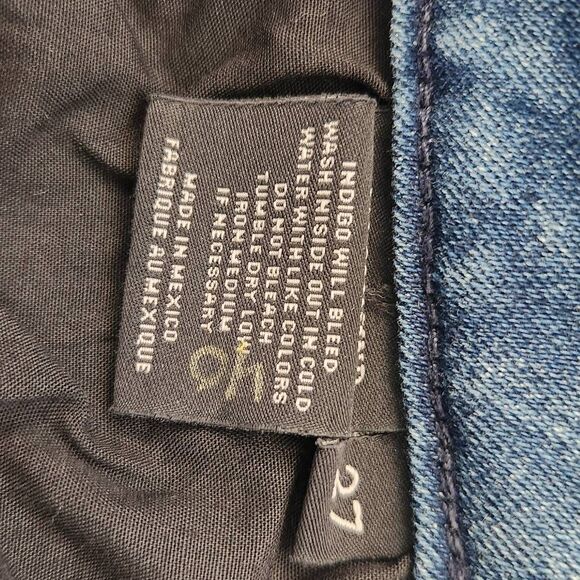 INDIGO WILL BLEED
WASH INISIDE OUT IN COLD
WATER WITH LIKE COLORS
DO NOT BLEACH
TUMBLE DRY LOW
IRON MEDIUM
IF NECESSARY
MADE IN MEXICO
FABRIQUE AU MEXIQUE
27